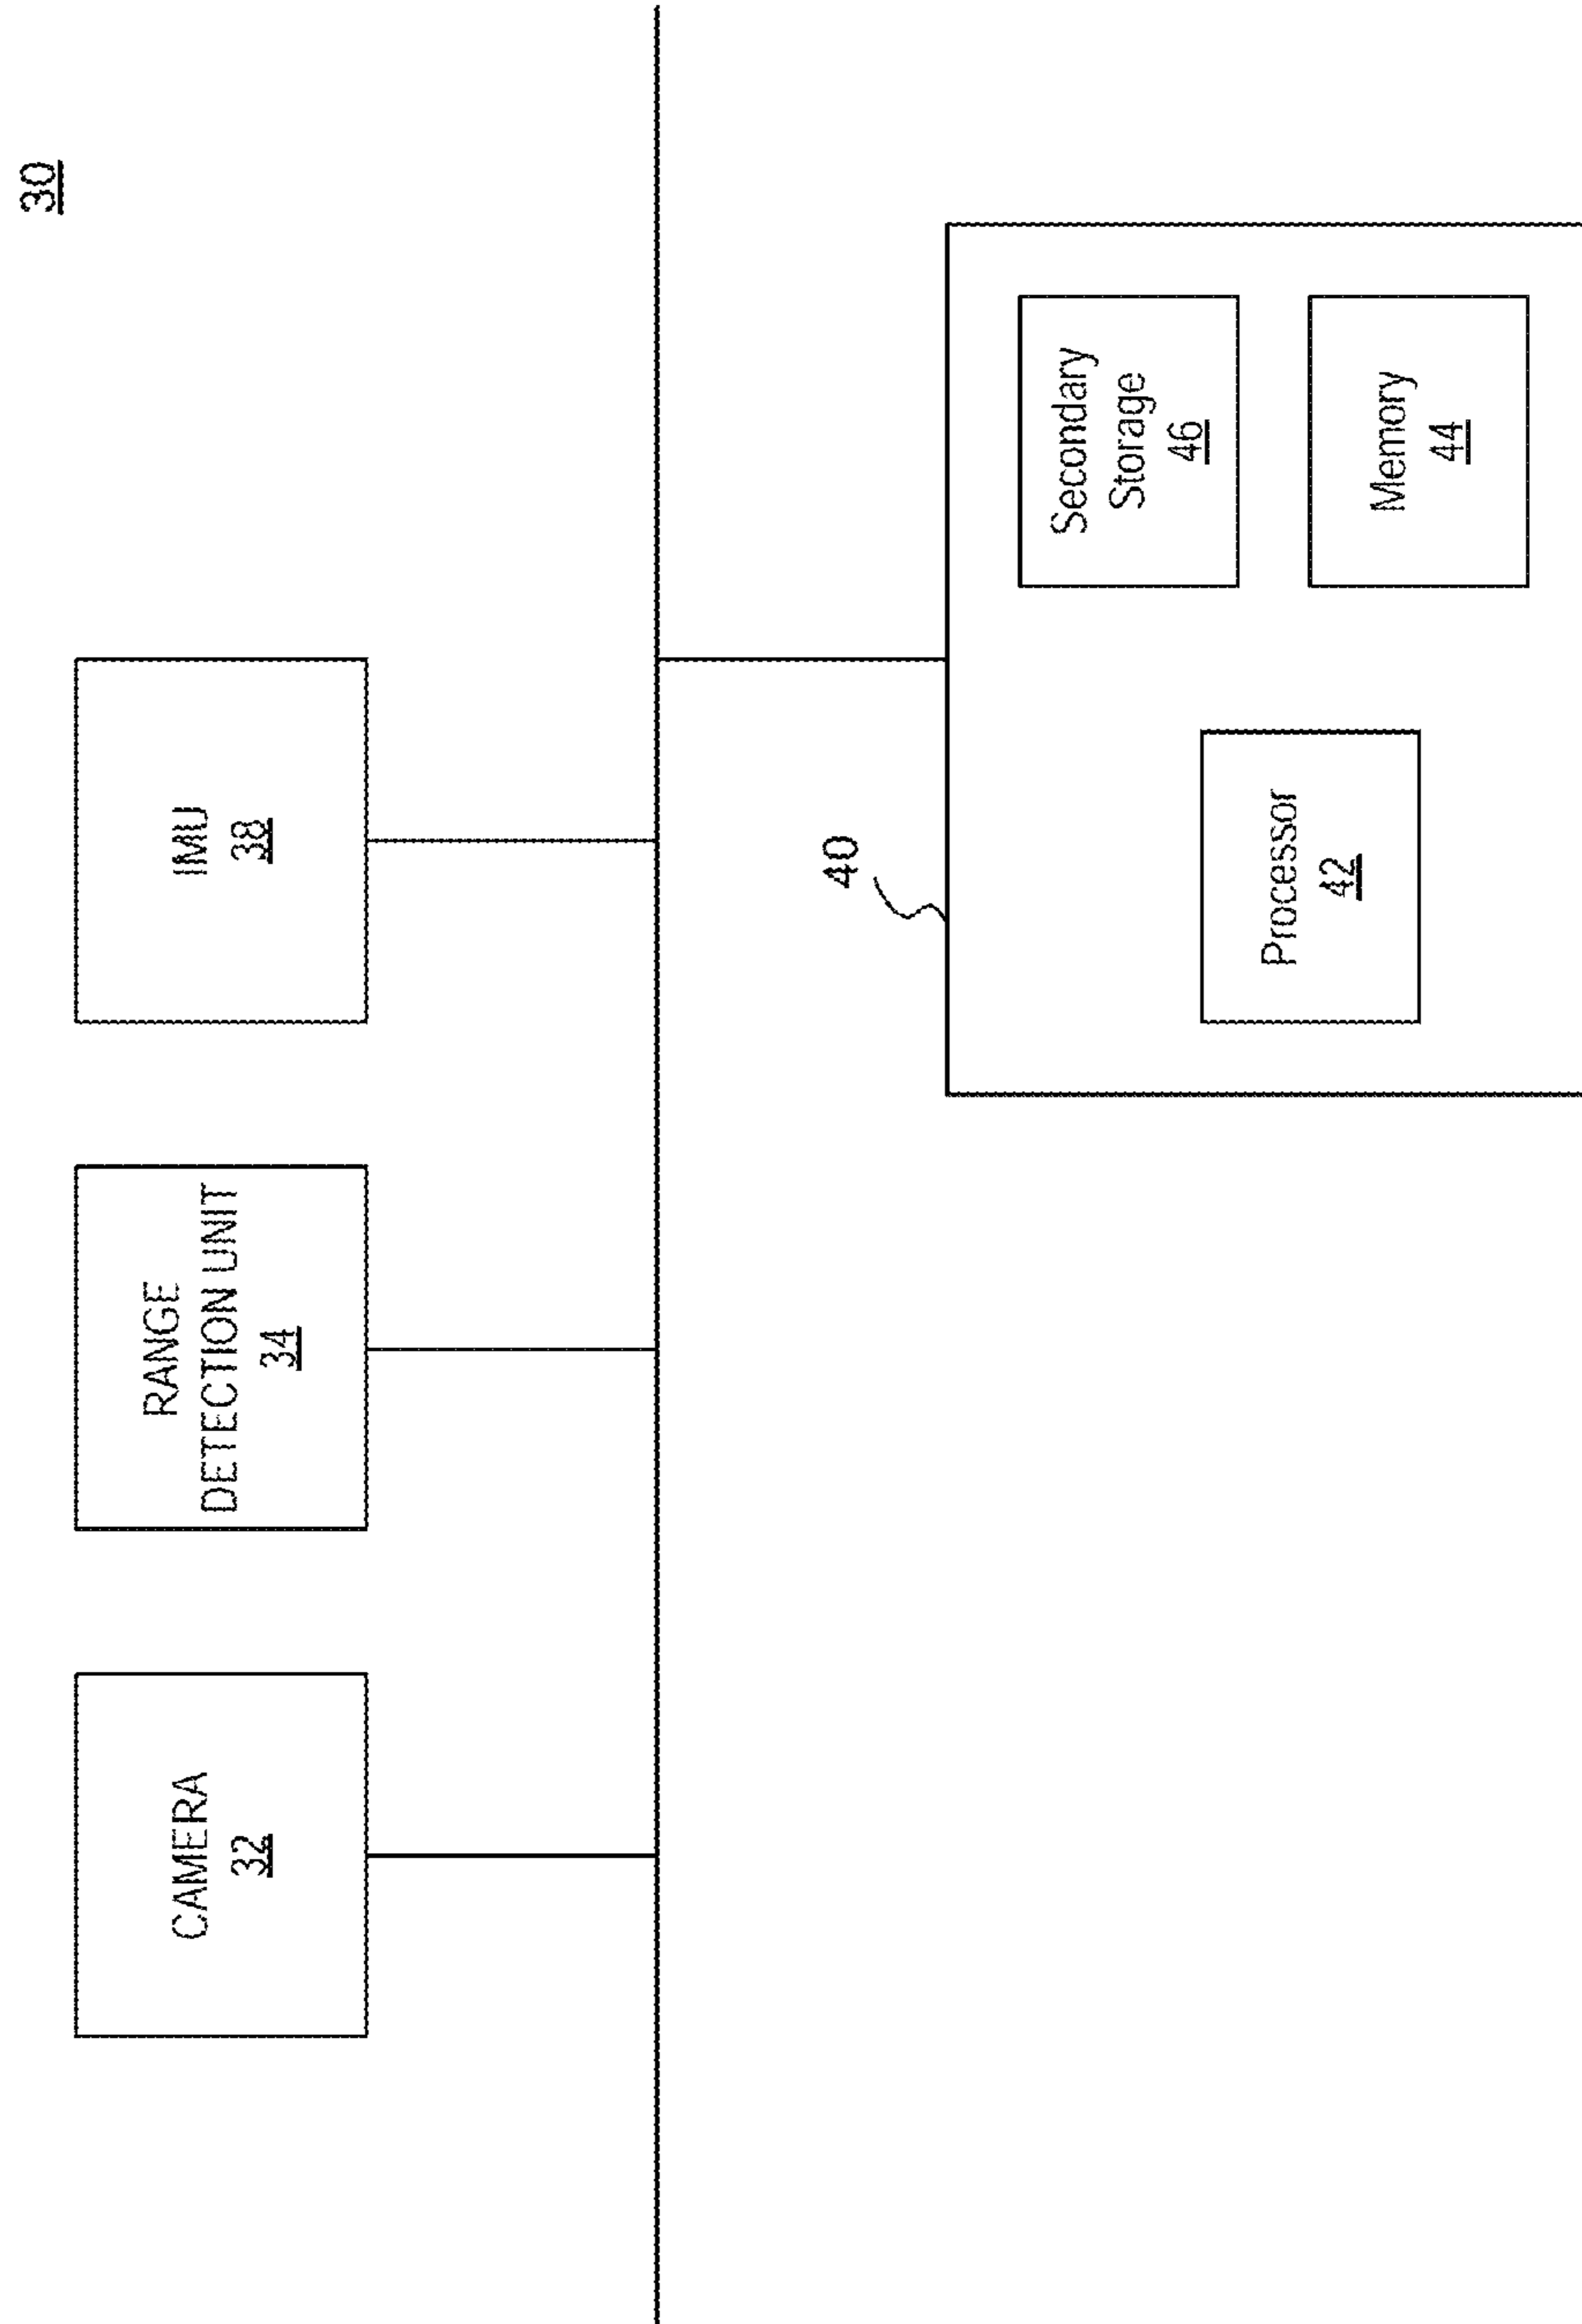 30
CAMERA
32
RANGE
DETECTION UNIT
34
IMU
38
40
Processor
42
Secondary
Storage
46
Memory
44